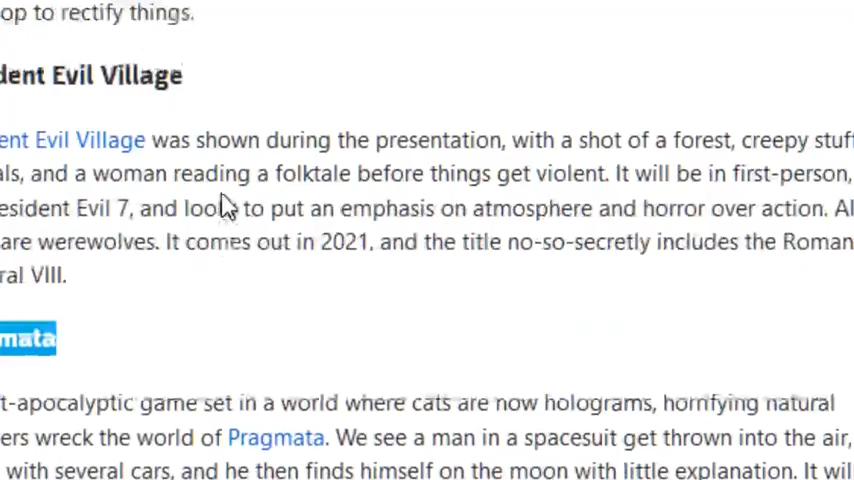 op to rectify things.
dent Evil Village
ent Evil Village was shown during the presentation, with a shot of a forest, creepy stuff
als, and a woman reading a folktale before things get violent. It will be in first-person,
esident Evil 7, and looks to put an emphasis on atmosphere and horror over action. Al
are werewolves. It comes out in 2021, and the title no-so-secretly includes the Roman
ral VIII.
mata
t-apocalyptic game set in a world where cats are now holograms, horrifying natural
ers wreck the world of Pragmata. We see a man in a spacesuit get thrown into the air,
with several cars, and he then finds himself on the moon with little explanation. It wil